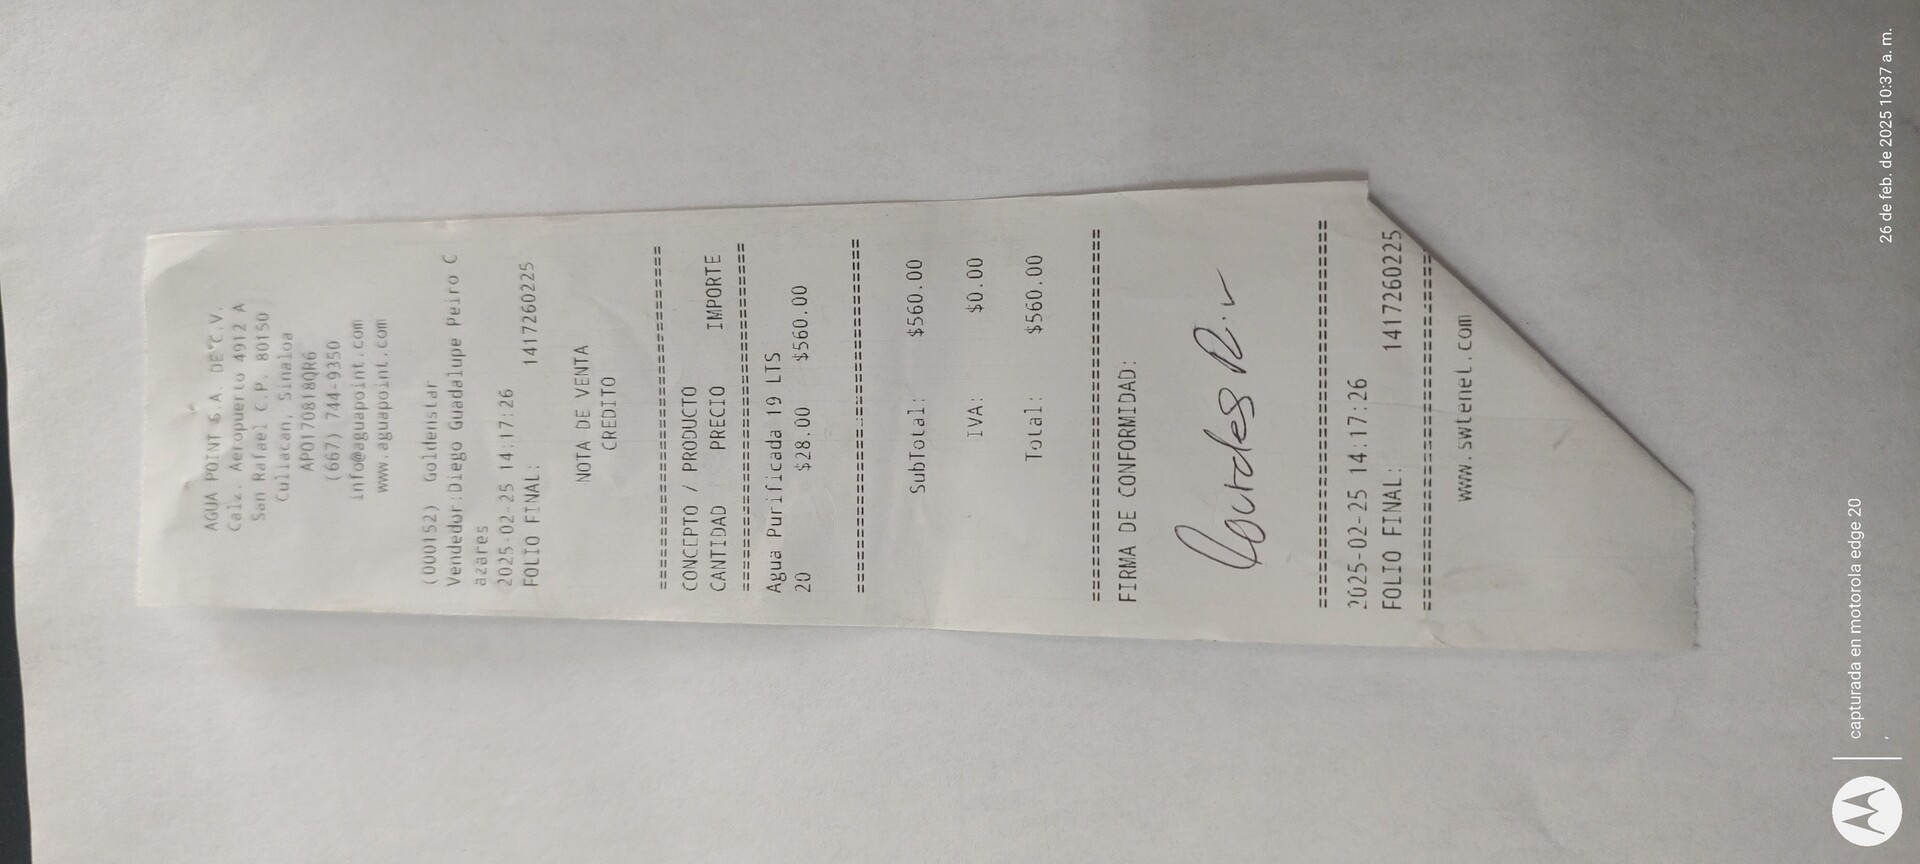 AGUA POINT S.A. DE C.V.
Calz. Aeropuerto 4912 A
San Rafael C.P. 80150
Culiacan, Sinaloa
APO170818QR6
(667) 744-9350
info@aguapoint.com
www.aguapoint.com
(000152) Goldenstar
Vendedor:Diego Guadalupe Peiro C
azares
2025-02-25 14:17:26
FOLIO FINAL: 1417260225
NOTA DE VENTA
CREDITO
================================
CONCEPTO / PRODUCTO
CANTIDAD PRECIO IMPORTE
================================
Agua Purificada 19 LTS
20 $28.00 $560.00
================================
SubTotal: $560.00
IVA: $0.00
Total: $560.00
================================
FIRMA DE CONFORMIDAD:
Lourdes R.
================================
2025-02-25 14:17:26
FOLIO FINAL: 1417260225
================================
www.swtenet.com
capturada en motorola edge 20
26 de feb. de 2025 10:37 a. m.